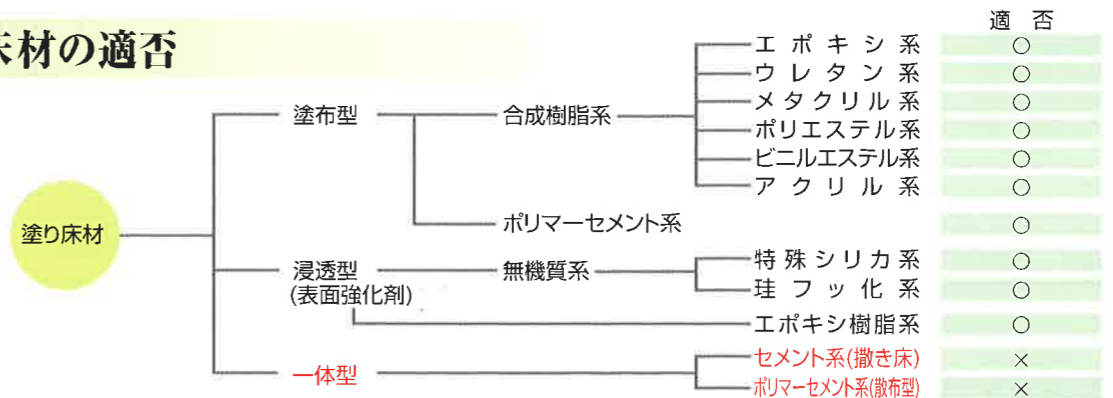 床材の適否
適 否
エポキシ系 ○
ウレタン系 ○
塗布型 合成樹脂系 メタクリル系 ○
ポリエステル系 ○
ビニルエステル系 ○
アクリル系 ○
ポリマーセメント系 ○
塗り床材
浸透型 無機質系 特殊シリカ系 ○
(表面強化剤) 珪フッ化系 ○
エポキシ樹脂系 ○
一体型 セメント系(撒き床) ×
ポリマーセメント系(散布型) ×